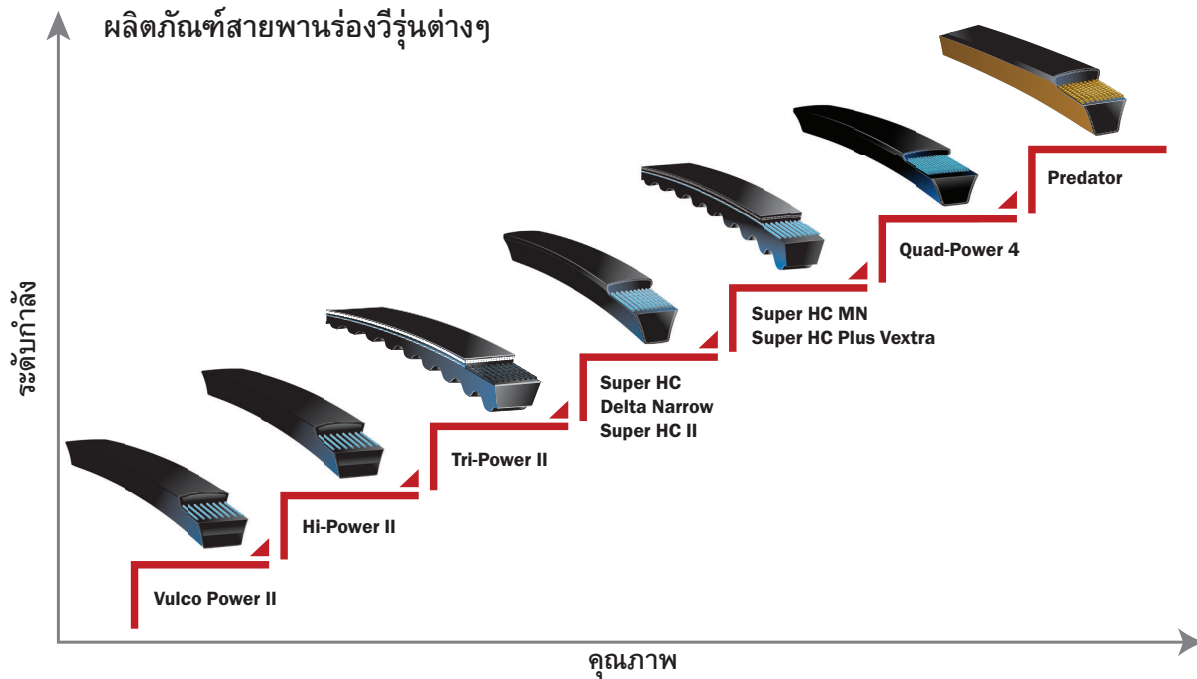 ผลิตภัณฑ์สายพานร่องวีรุ่นต่างๆ
Predator
Quad-Power 4
Super HC MN
Super HC Plus Vextra
Super HC
Delta Narrow
Super HC II
Tri-Power II
Hi-Power II
Vulco Power II
ระดับกำลัง
คุณภาพ